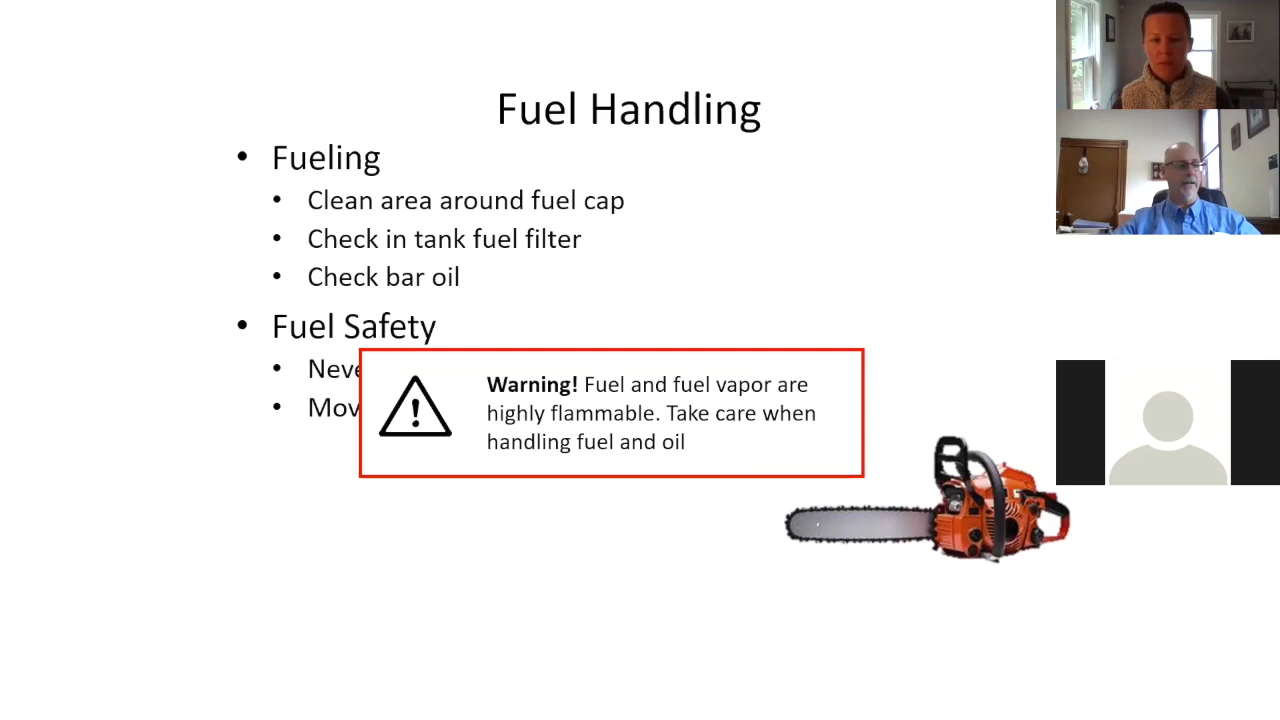 Fuel Handling
• Fueling
• Clean area around fuel cap
• Check in tank fuel filter
• Check bar oil
• Fuel Safety
• Neve
• Mov
Warning! Fuel and fuel vapor are
highly flammable. Take care when
handling fuel and oil